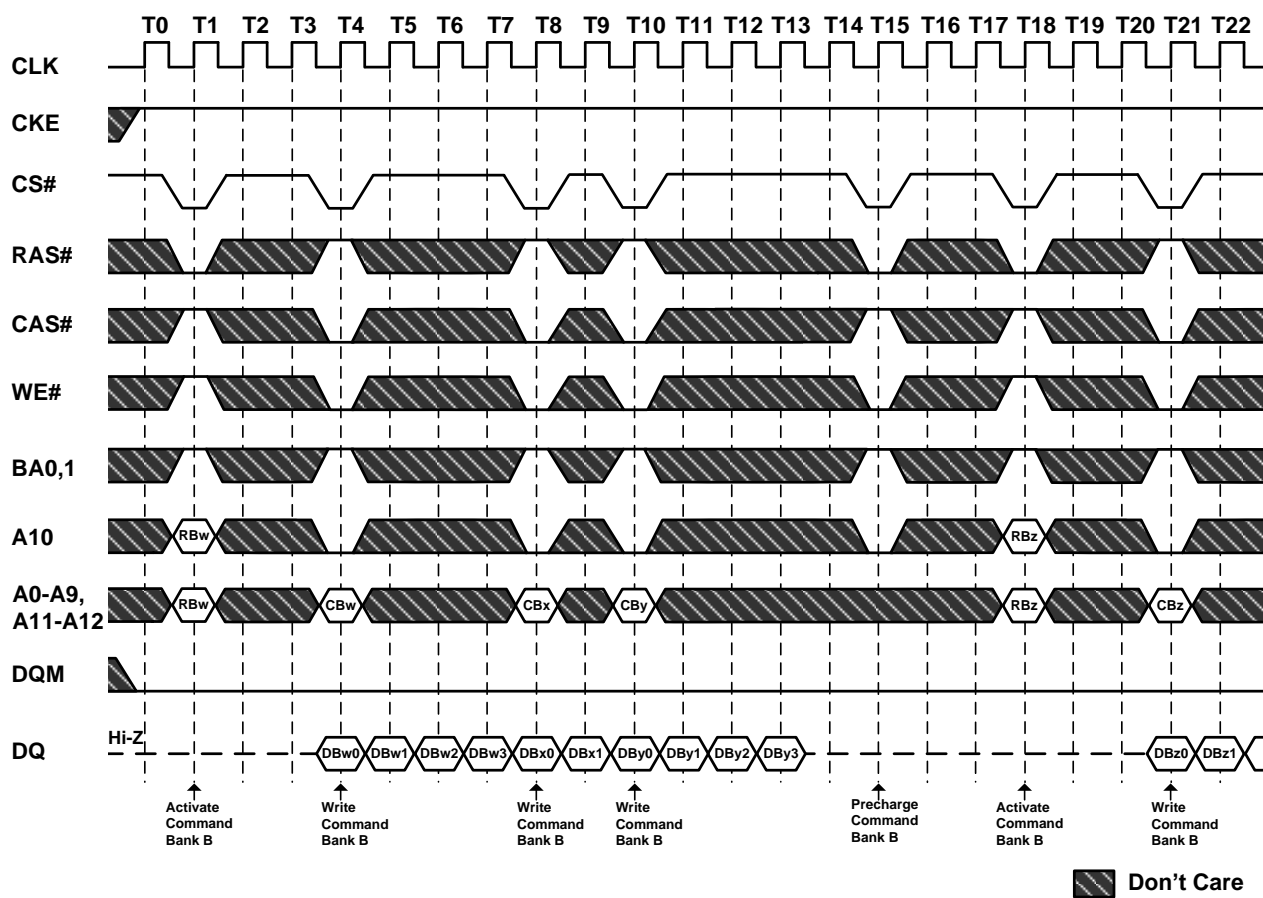 T0 T1 T2 T3 T4 T5 T6 T7 T8 T9 T10 T11 T12 T13 T14 T15 T16 T17 T18 T19 T20 T21 T22
CLK
CKE
CS#
RAS#
CAS#
WE#
BA0,1
A10
RBw RBz
A0-A9,
A11-A12
RBw CBw CBx CBy RBz CBz
DQM
Hi-Z
DQ
DBw0 DBw1 DBw2 DBw3 DBx0 DBx1 DBy0 DBy1 DBy2 DBy3 DBz0 DBz1
Activate
Command
Bank B
Write
Command
Bank B
Write
Command
Bank B
Write
Command
Bank B
Precharge
Command
Bank B
Activate
Command
Bank B
Write
Command
Bank B
Don't Care